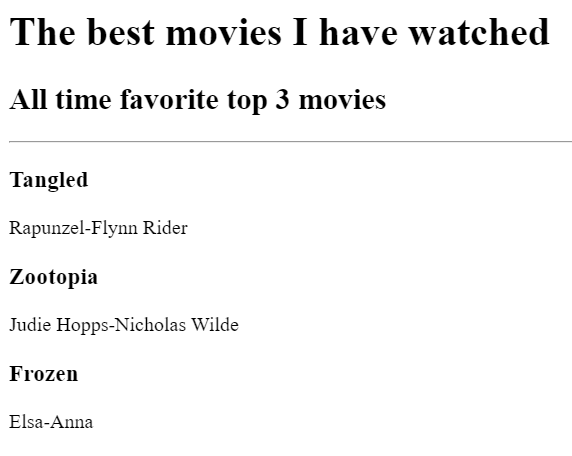 The best movies I have watched
All time favorite top 3 movies
Tangled
Rapunzel-Flynn Rider
Zootopia
Judie Hopps-Nicholas Wilde
Frozen
Elsa-Anna